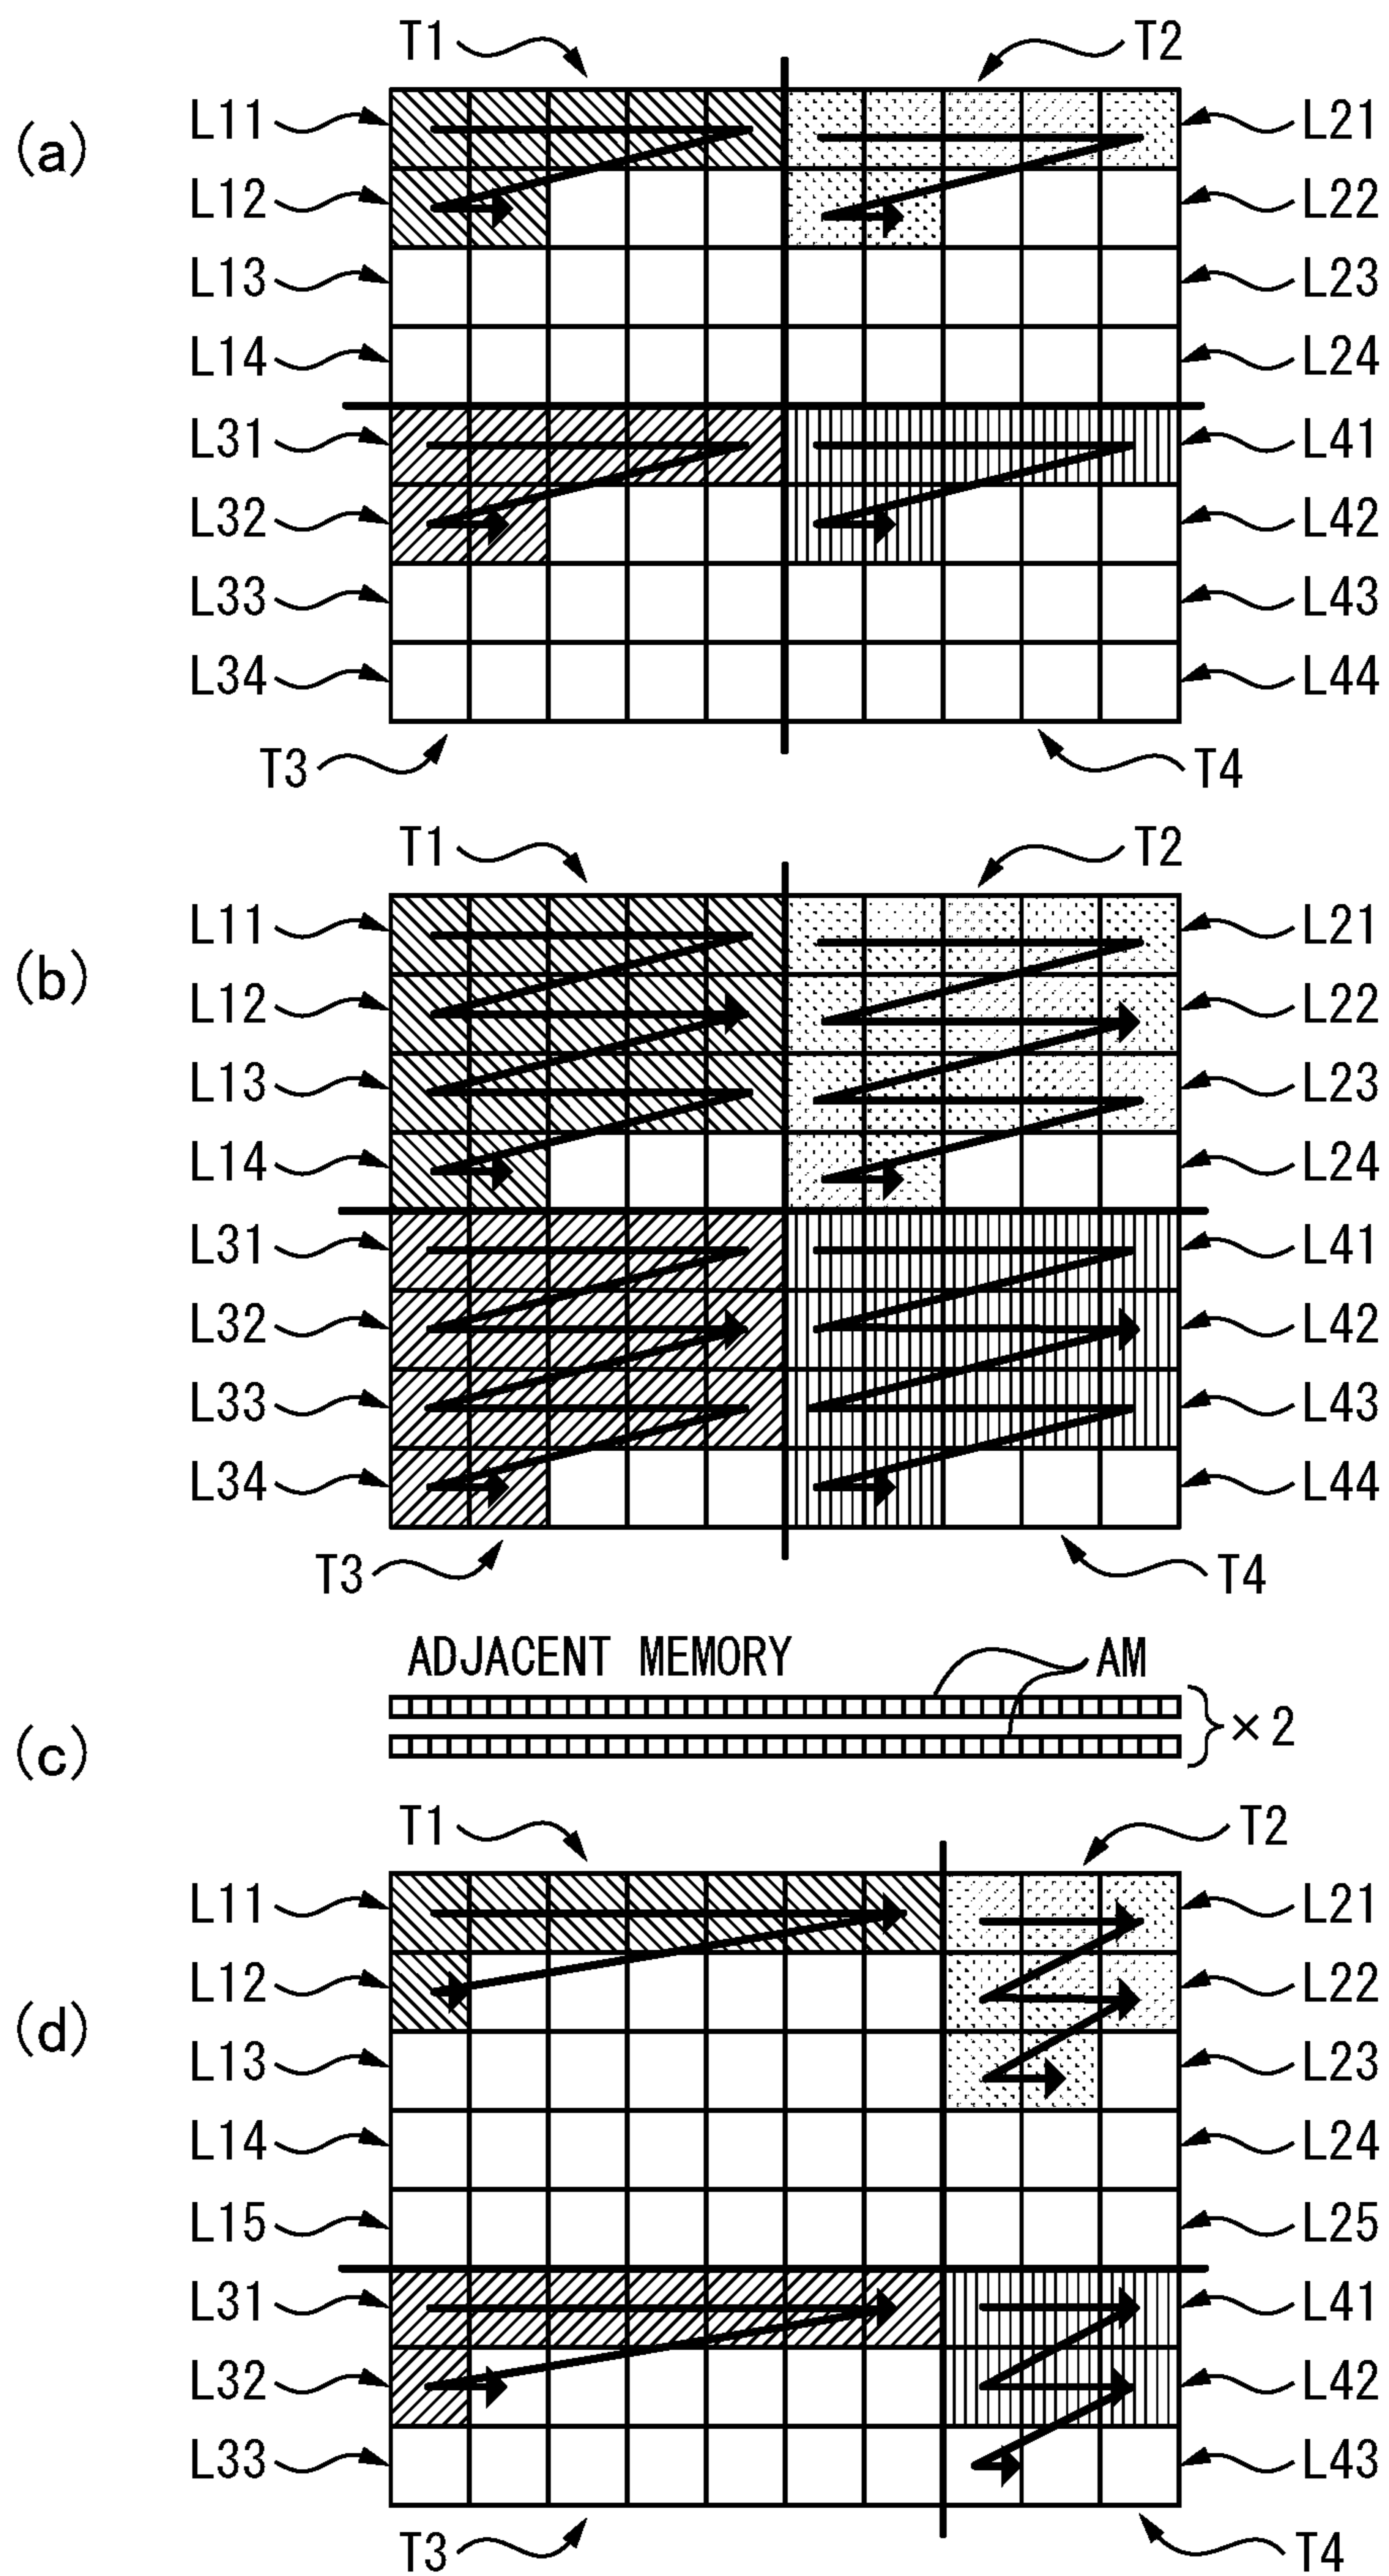 T1 T2
L11 L21
(a)
L12 L22
L13 L23
L14 L24
L31 L41
L32 L42
L33 L43
L34 L44
T3 T4
T1 T2
L11 L21
(b)
L12 L22
L13 L23
L14 L24
L31 L41
L32 L42
L33 L43
L34 L44
T3 T4
ADJACENT MEMORY AM
(c) ×2
T1 T2
L11 L21
L12 L22
(d)
L13 L23
L14 L24
L15 L25
L31 L41
L32 L42
L33 L43
T3 T4